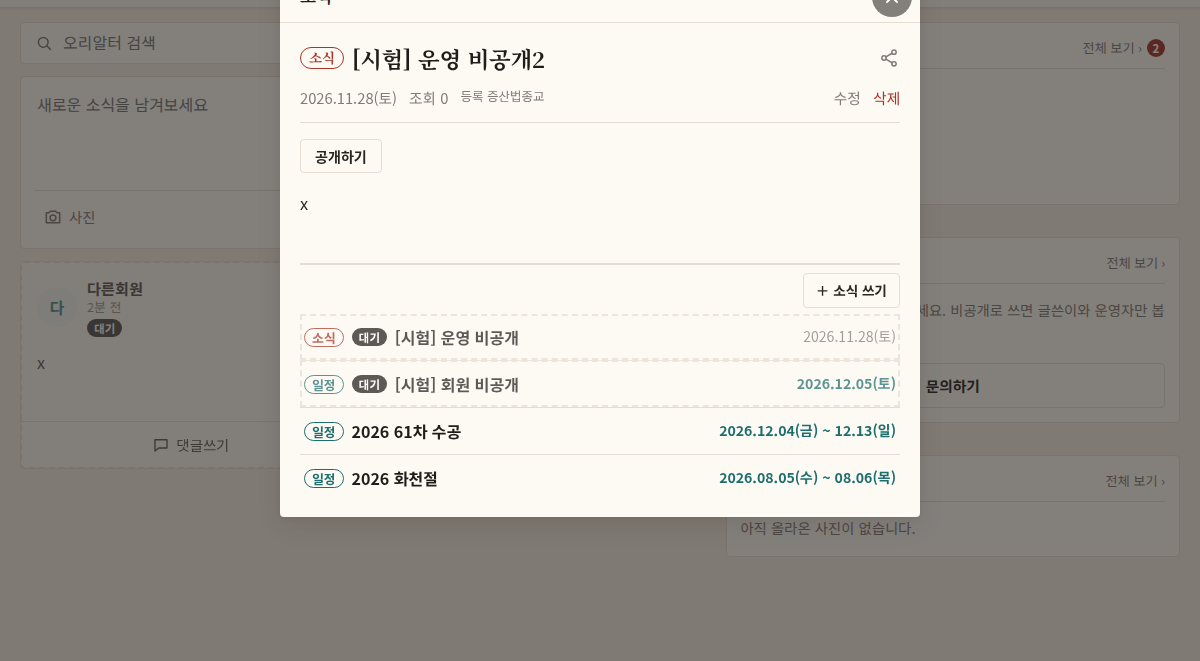 소식
오리알터 검색
전체 보기 › 2
소식 [시험] 운영 비공개2
새로운 소식을 남겨보세요
2026.11.28(토) 조회 0 등록 증산법종교 수정 삭제
공개하기
x
사진
전체 보기 ›
+ 소식 쓰기
다 다른회원
2분 전
대기
세요. 비공개로 쓰면 글쓴이와 운영자만 봅
소식 대기 [시험] 운영 비공개 2026.11.28(토)
x
일정 대기 [시험] 회원 비공개 2026.12.05(토)
문의하기
일정 2026 61차 수공 2026.12.04(금) ~ 12.13(일)
댓글쓰기
일정 2026 화천절 2026.08.05(수) ~ 08.06(목)
전체 보기 ›
아직 올라온 사진이 없습니다.